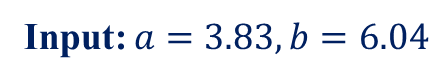 Input: a = 3.83, b = 6.04